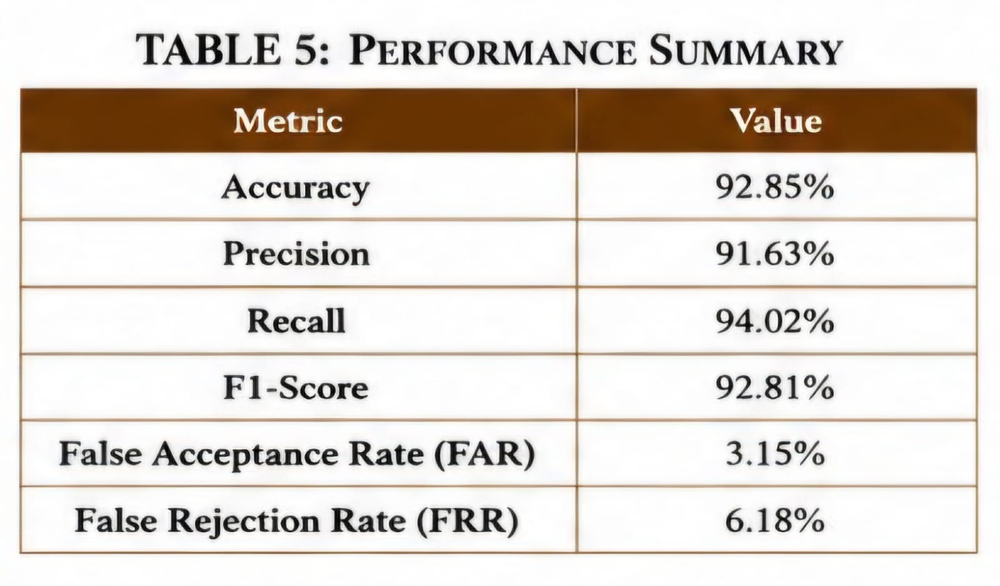 TABLE 5: PERFORMANCE SUMMARY
Metric Value
Accuracy 92.85%
Precision 91.63%
Recall 94.02%
F1-Score 92.81%
False Acceptance Rate (FAR) 3.15%
False Rejection Rate (FRR) 6.18%